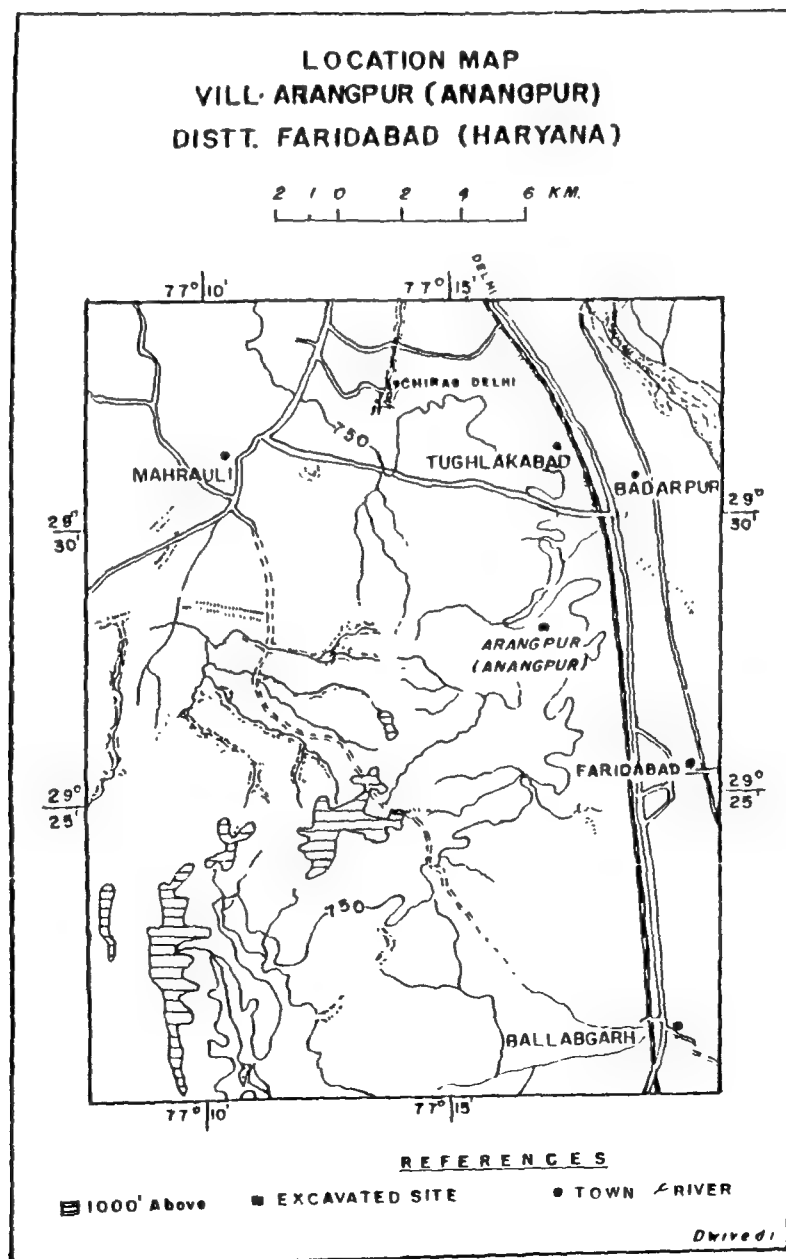 LOCATION MAP
VILL. ARANGPUR (ANANGPUR)
DISTT. FARIDABAD (HARYANA)
2 1 0 2 4 6 KM.
77° 10' 77° 15'
DELHI
CHIRAG DELHI
750
MAHRAULI
TUGHLAKABAD
BADARPUR
29° 30'
30'
ARANGPUR
(ANANGPUR)
FARIDABAD
29° 25'
29° 25'
750
BALLABGARH
77° 10' 77° 15'
REFERENCES
1000' Above EXCAVATED SITE TOWN RIVER
Dwivedi